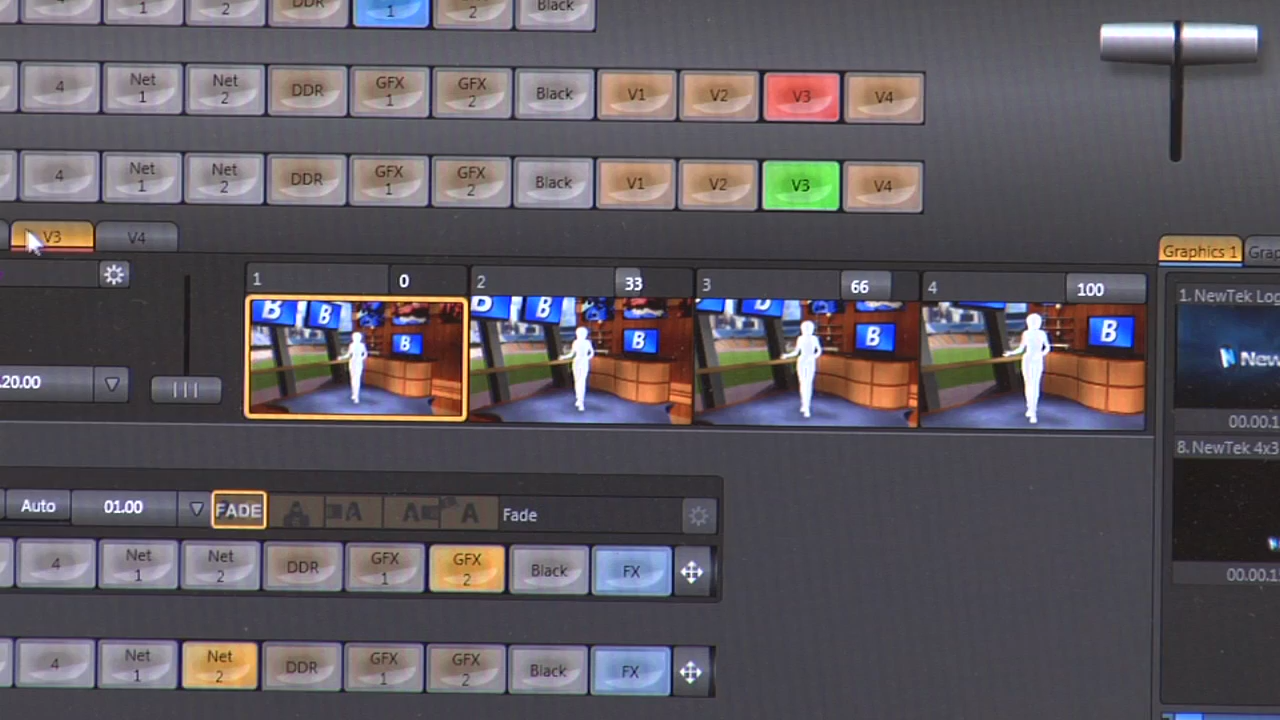 4 2 DDR 1 2 Black
4 Net 1 Net 2 DDR GFX 1 GFX 2 Black V1 V2 V3 V4
4 Net 1 Net 2 DDR GFX 1 GFX 2 Black V1 V2 V3 V4
V3 V4
Graphics 1 Grap
1 0 2 33 3 66 4 100
1. NewTek Log
B B B B B B B B B
New
.20.00
00.00.1
8. NewTek 4x3
Auto 01.00 FADE A A A Fade
4 Net 1 Net 2 DDR GFX 1 GFX 2 Black FX
00.00.1
4 Net 1 Net 2 DDR GFX 1 GFX 2 Black FX